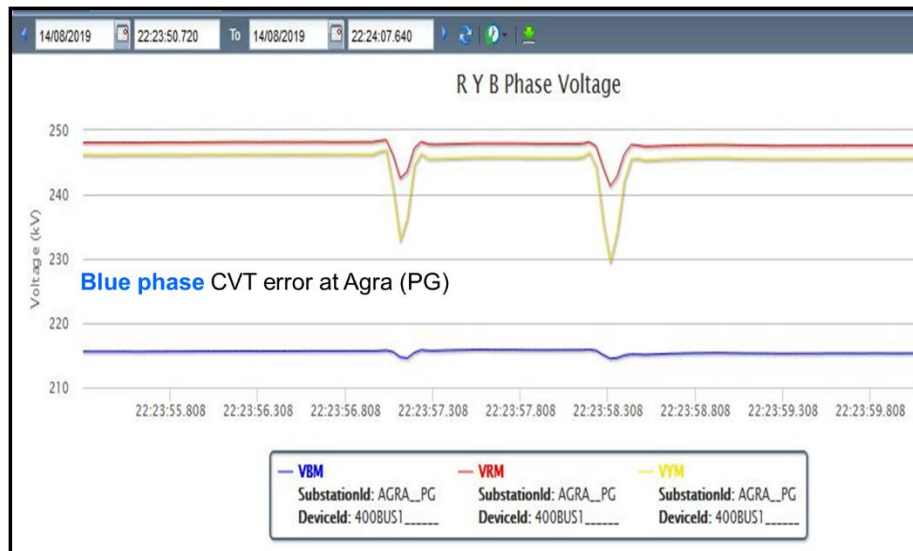 14/08/2019 22:23:50.720 To 14/08/2019 22:24:07.640
R Y B Phase Voltage
250
240
230
220
210
Voltage (kV)
Blue phase CVT error at Agra (PG)
22:23:55.808 22:23:56.308 22:23:56.808 22:23:57.308 22:23:57.808 22:23:58.308 22:23:58.808 22:23:59.308 22:23:59.808
VBM VRM VYM
SubstationId: AGRA__PG SubstationId: AGRA__PG SubstationId: AGRA__PG
DeviceId: 400BUS1______ DeviceId: 400BUS1______ DeviceId: 400BUS1______